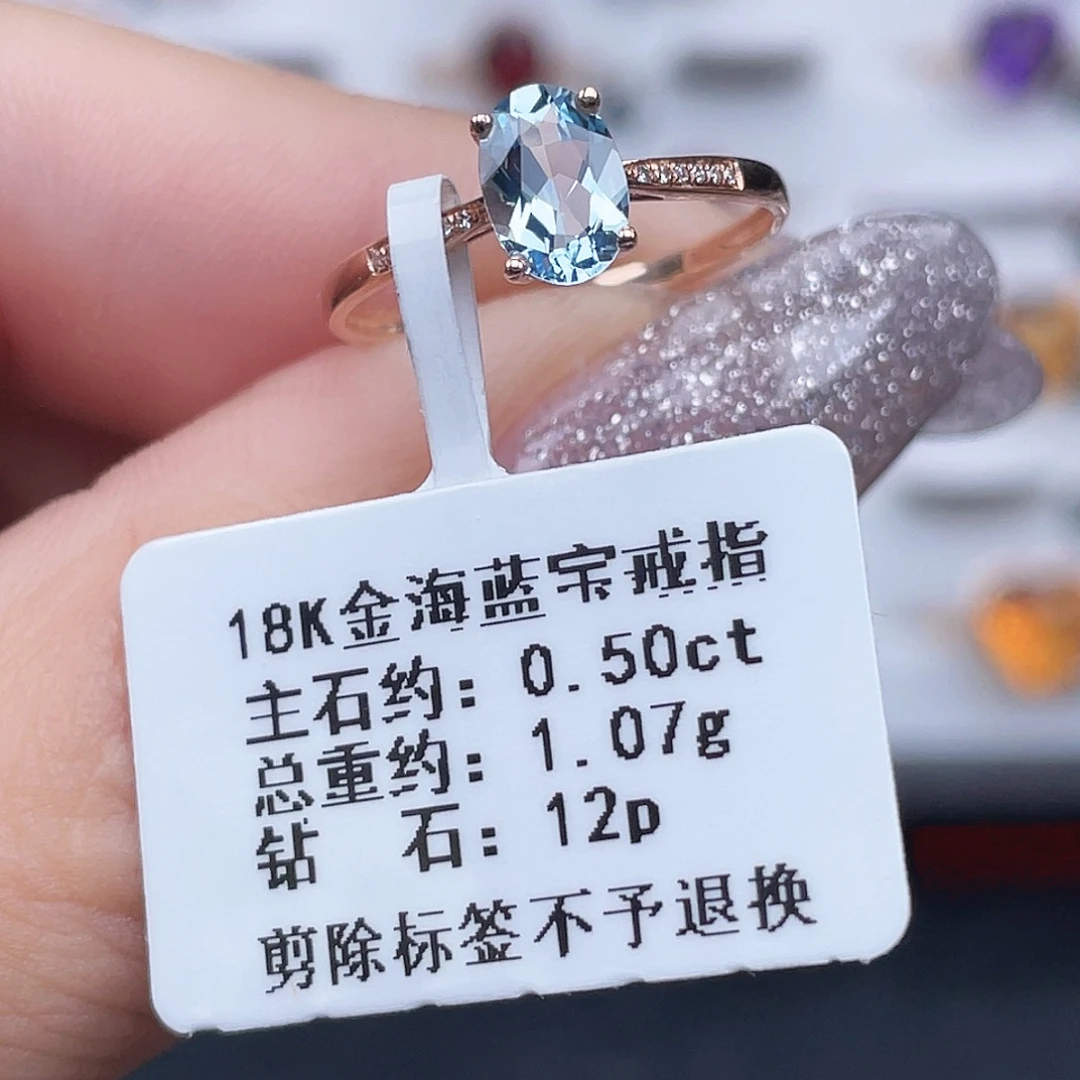 18K金海蓝宝戒指
主石约：0.50ct
总重约：1.07g
钻 石：12p
剪除标签不予退换